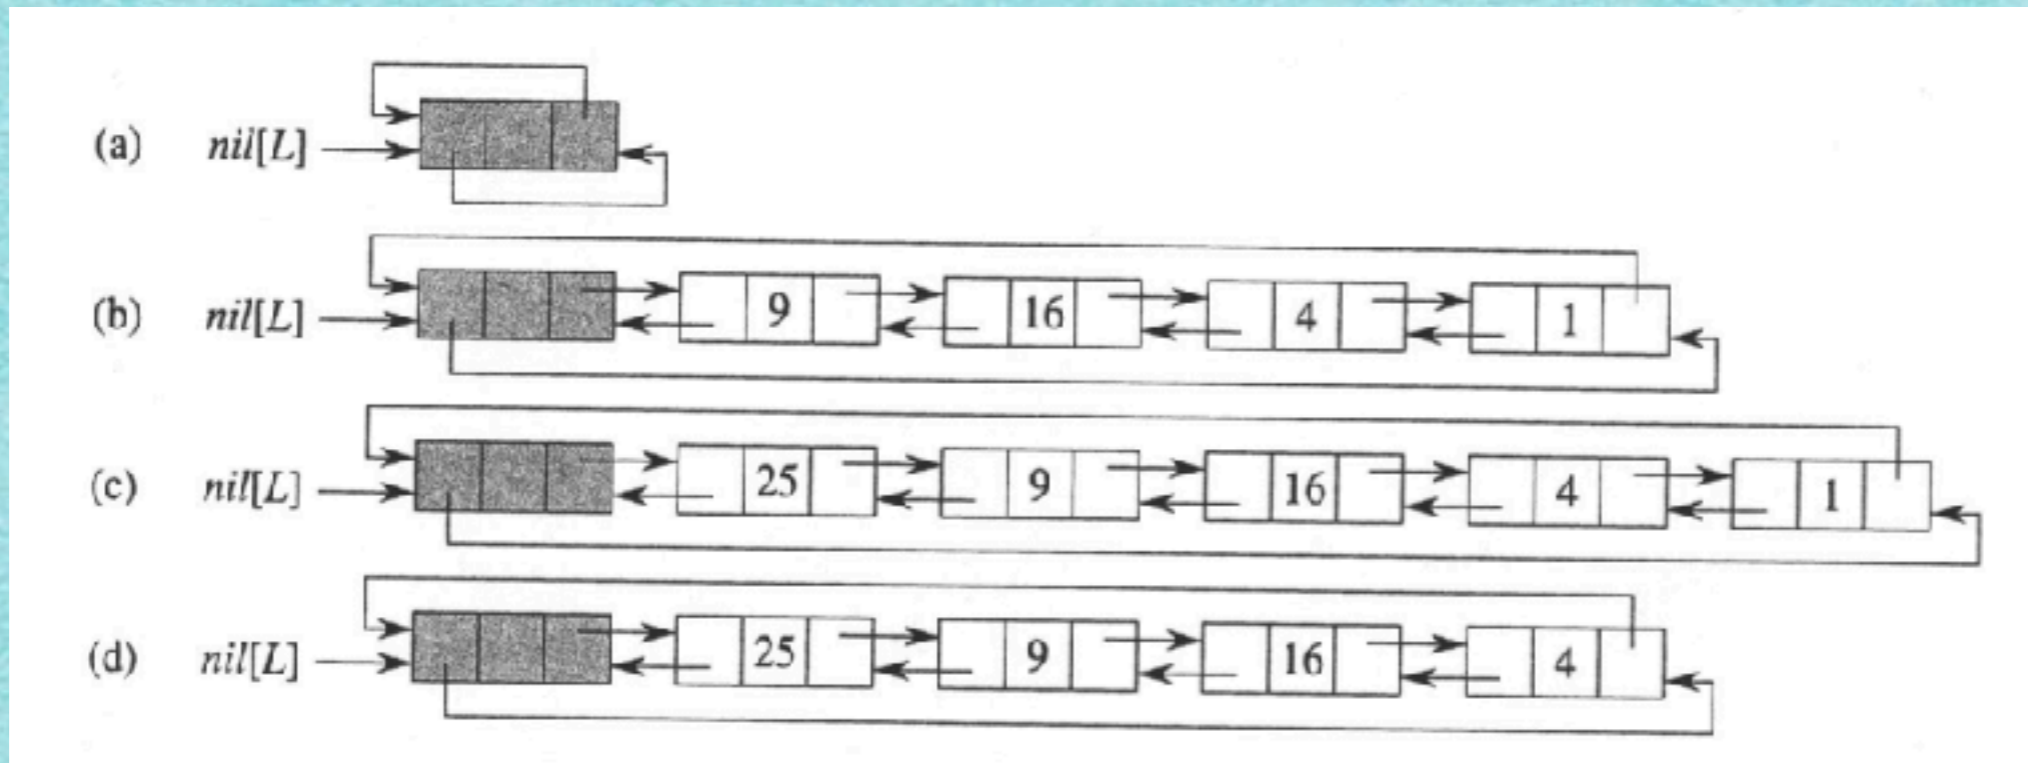 (a) nil[L]
(b) nil[L] 9 16 4 1
(c) nil[L] 25 9 16 4 1
(d) nil[L] 25 9 16 4